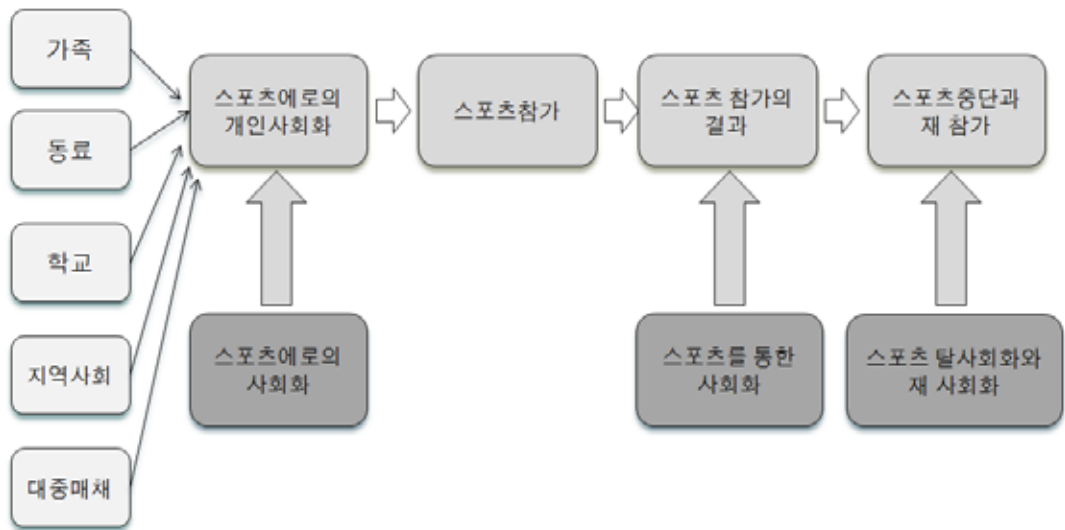 가족
동료
학교
지역사회
대중매채
스포츠에로의
개인사회화
스포츠참가
스포츠 참가의
결과
스포츠중단과
재 참가
스포츠에로의
사회화
스포츠를 통한
사회화
스포츠 탈사회화와
재 사회화